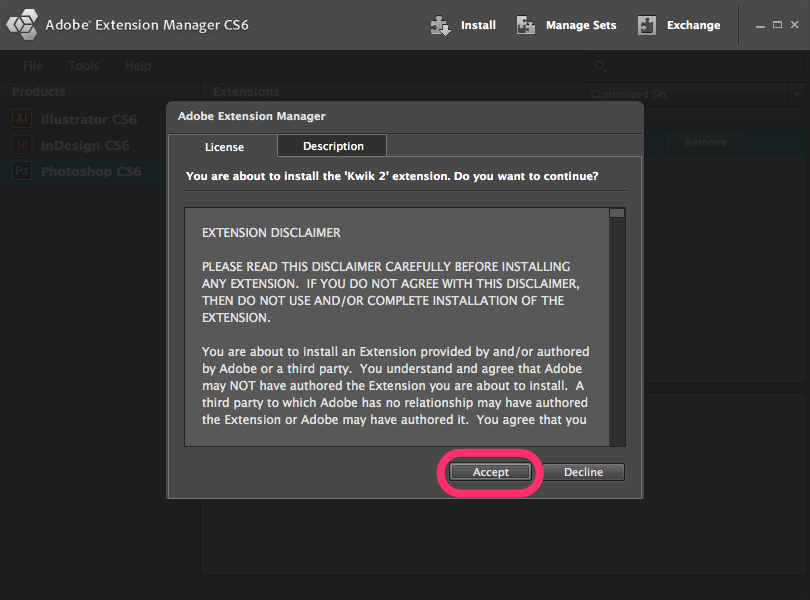 Adobe® Extension Manager CS6
Install
Manage Sets
Exchange
File Tools Help
Products
Extensions
Customized Set
Ai Illustrator CS6
Id InDesign CS6
Ps Photoshop CS6
Remove
Adobe Extension Manager
License
Description
You are about to install the 'Kwik 2' extension. Do you want to continue?
EXTENSION DISCLAIMER
PLEASE READ THIS DISCLAIMER CAREFULLY BEFORE INSTALLING
ANY EXTENSION.  IF YOU DO NOT AGREE WITH THIS DISCLAIMER,
THEN DO NOT USE AND/OR COMPLETE INSTALLATION OF THE
EXTENSION.
You are about to install an Extension provided by and/or authored
by Adobe or a third party.  You understand and agree that Adobe
may NOT have authored the Extension you are about to install.  A
third party to which Adobe has no relationship may have authored
the Extension or Adobe may have authored it.  You agree that you
Accept
Decline